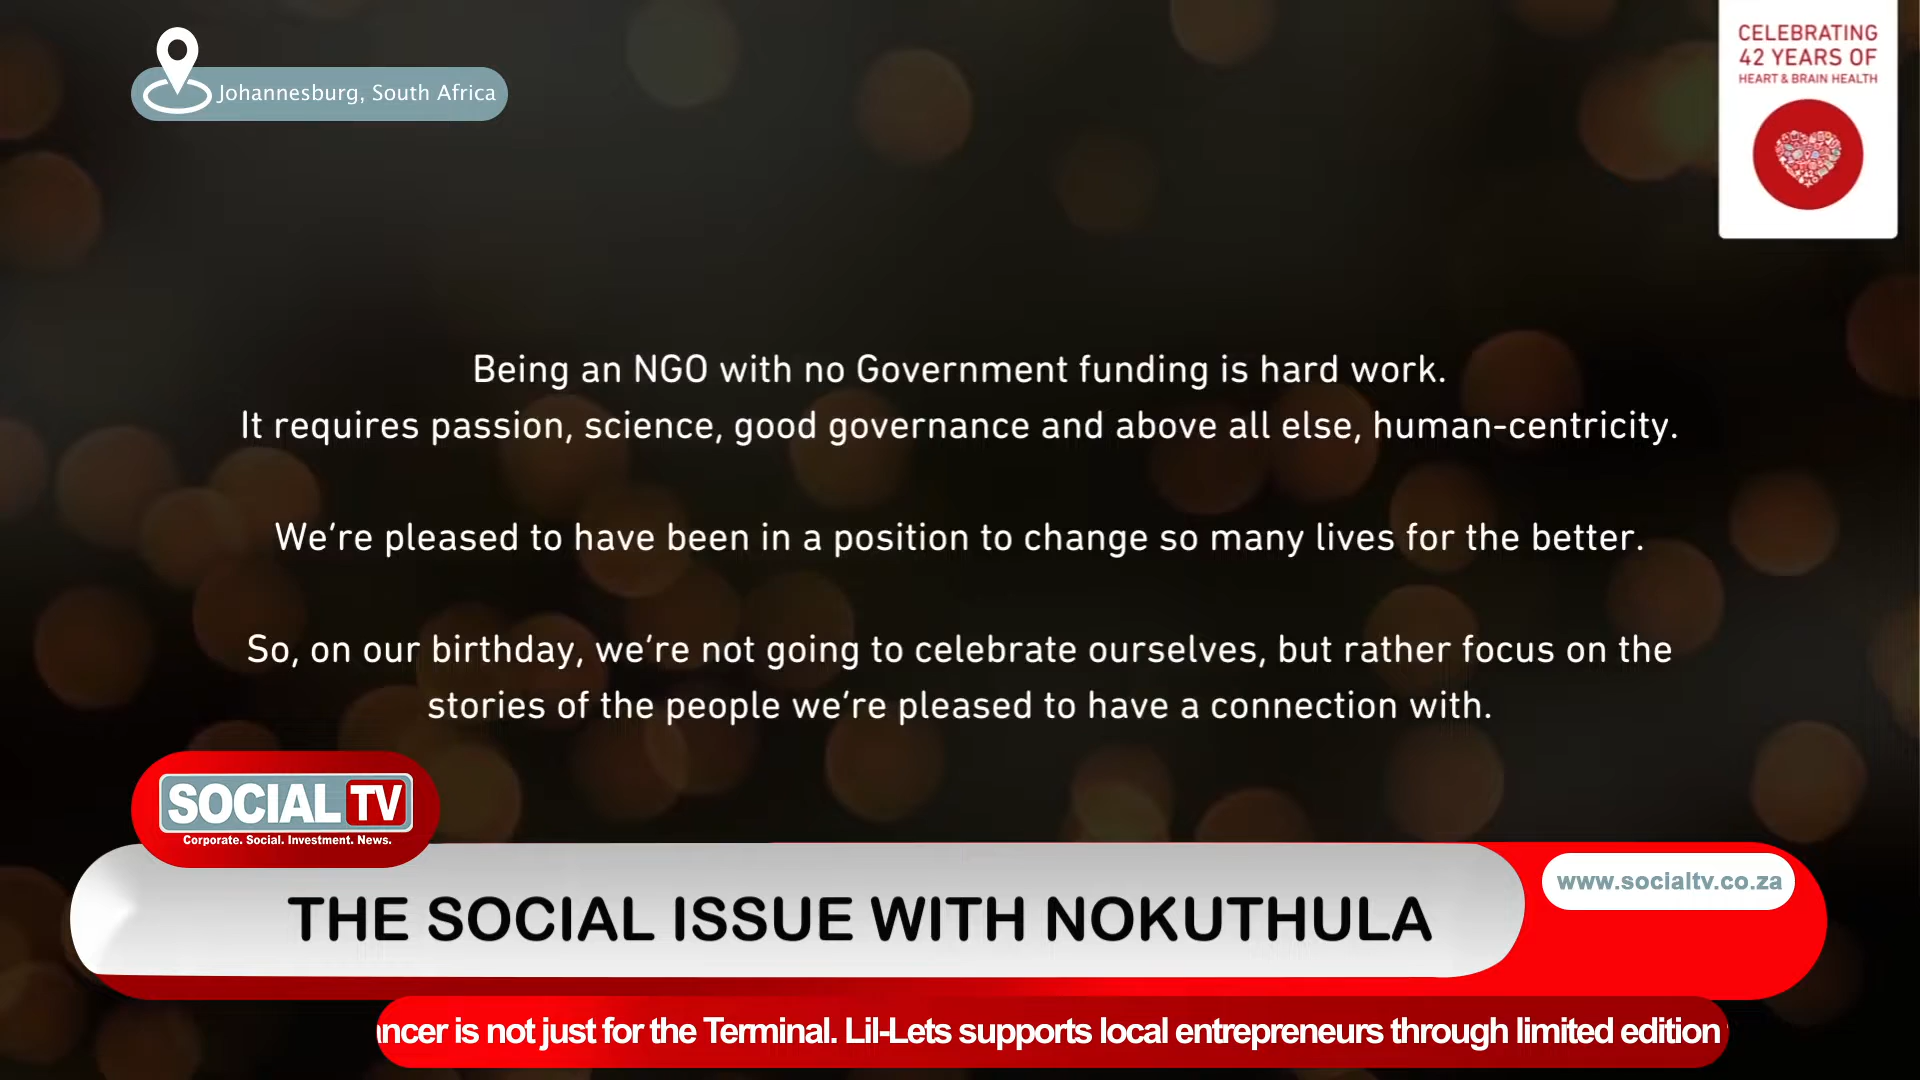 Johannesburg, South Africa
CELEBRATING
42 YEARS OF
HEART & BRAIN HEALTH
Being an NGO with no Government funding is hard work.
It requires passion, science, good governance and above all else, human-centricity.
We're pleased to have been in a position to change so many lives for the better.
So, on our birthday, we're not going to celebrate ourselves, but rather focus on the
stories of the people we're pleased to have a connection with.
SOCIAL TV
Corporate. Social. Investment. News.
www.socialtv.co.za
THE SOCIAL ISSUE WITH NOKUTHULA
is not just for the Terminal. Lil-Lets supports local entrepreneurs through limited edition